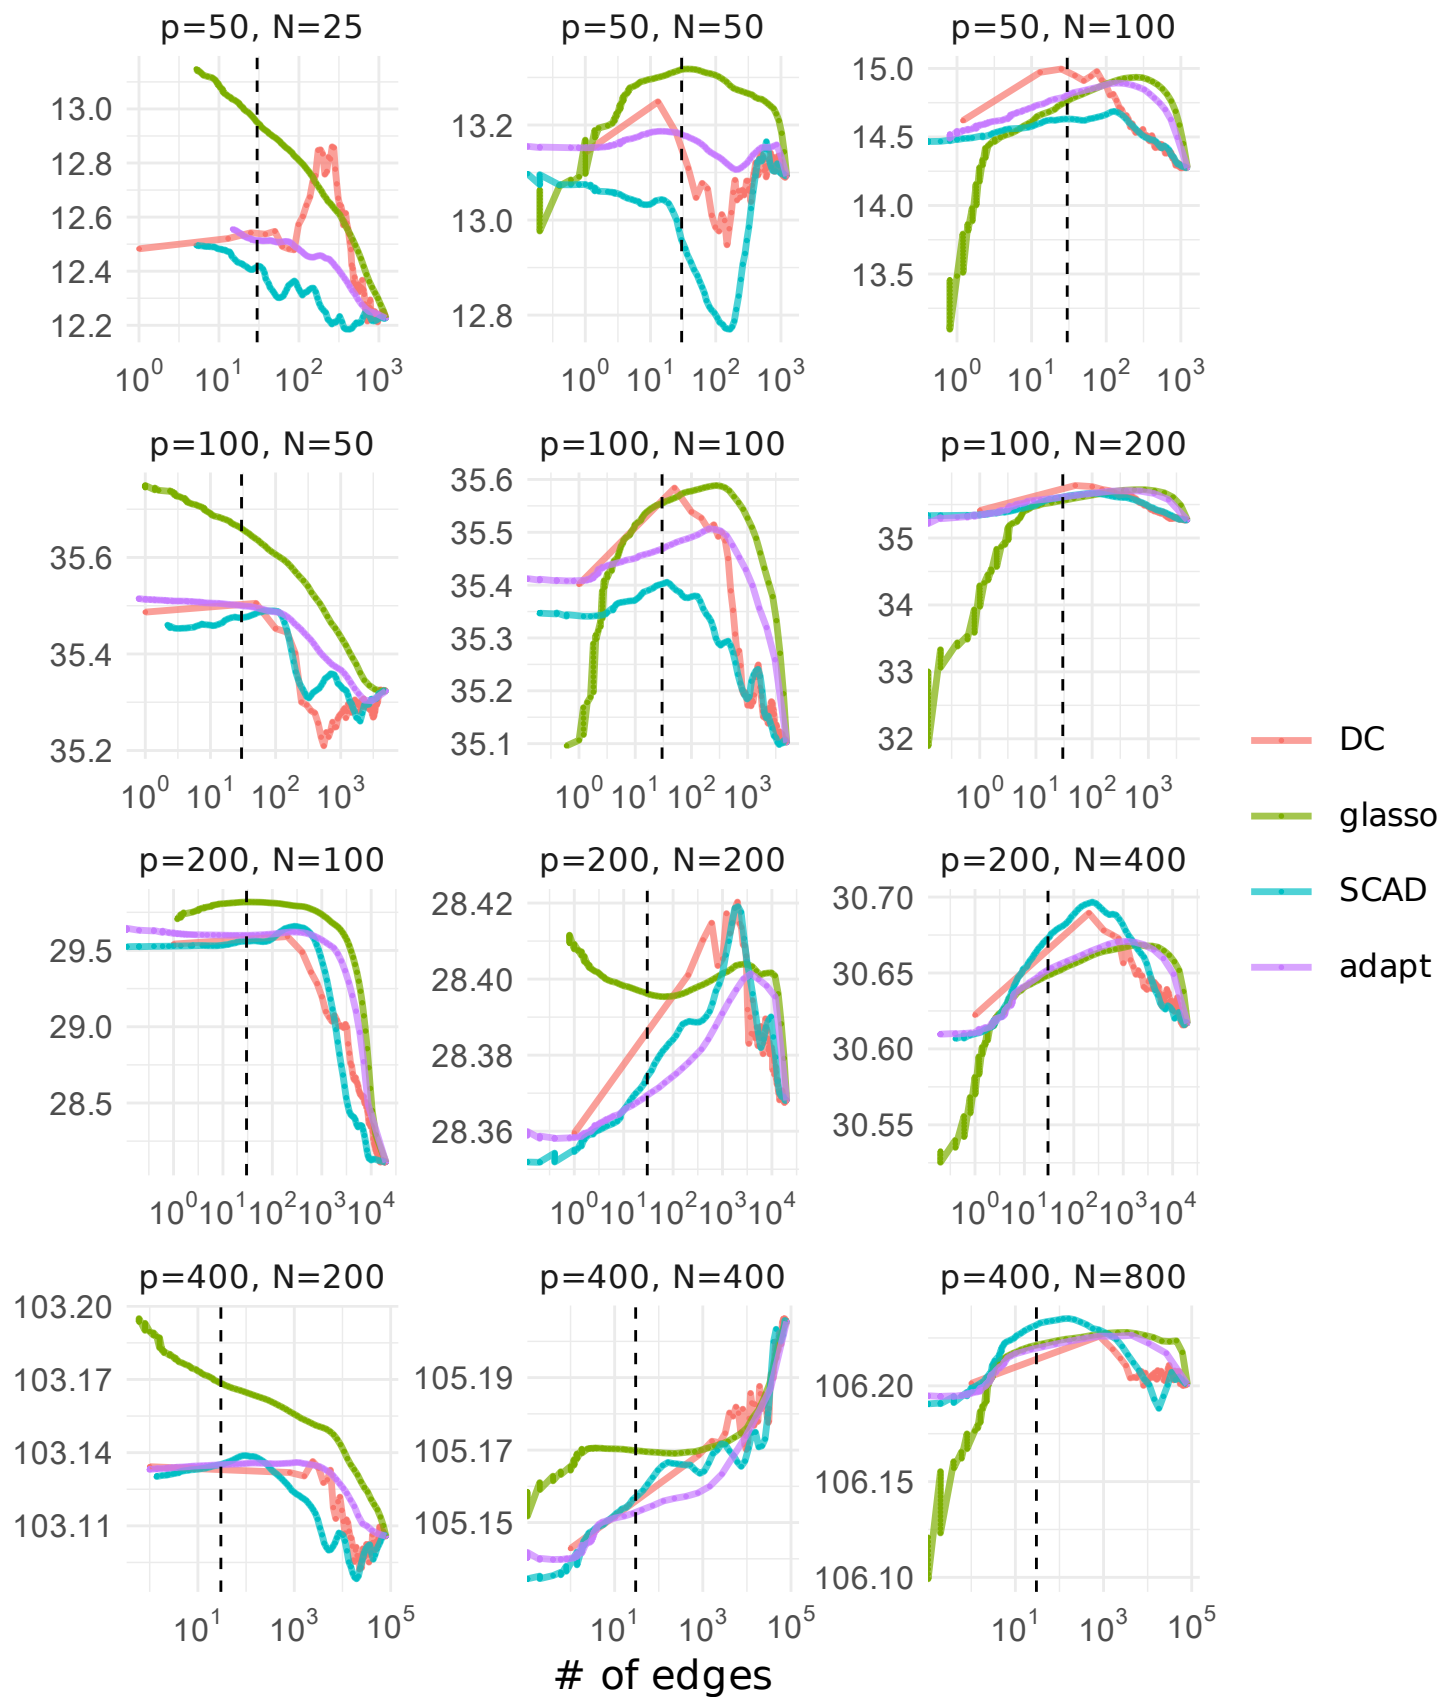 p=50, N=25
p=50, N=50
p=50, N=100
13.0
12.8
12.6
12.4
12.2
13.2
13.0
12.8
15.0
14.5
14.0
13.5
10^0 10^1 10^2 10^3
10^0 10^1 10^2 10^3
10^0 10^1 10^2 10^3
p=100, N=50
p=100, N=100
p=100, N=200
35.6
35.4
35.2
35.6
35.5
35.4
35.3
35.2
35.1
35
34
33
32
10^0 10^1 10^2 10^3
10^0 10^1 10^2 10^3
10^0 10^1 10^2 10^3
DC
glasso
SCAD
adapt
p=200, N=100
p=200, N=200
p=200, N=400
29.5
29.0
28.5
28.42
28.40
28.38
28.36
30.70
30.65
30.60
30.55
10^0 10^1 10^2 10^3 10^4
10^0 10^1 10^2 10^3 10^4
10^0 10^1 10^2 10^3 10^4
p=400, N=200
p=400, N=400
p=400, N=800
103.20
103.17
103.14
103.11
105.19
105.17
105.15
106.20
106.15
106.10
10^1 10^3 10^5
10^1 10^3 10^5
10^1 10^3 10^5
# of edges